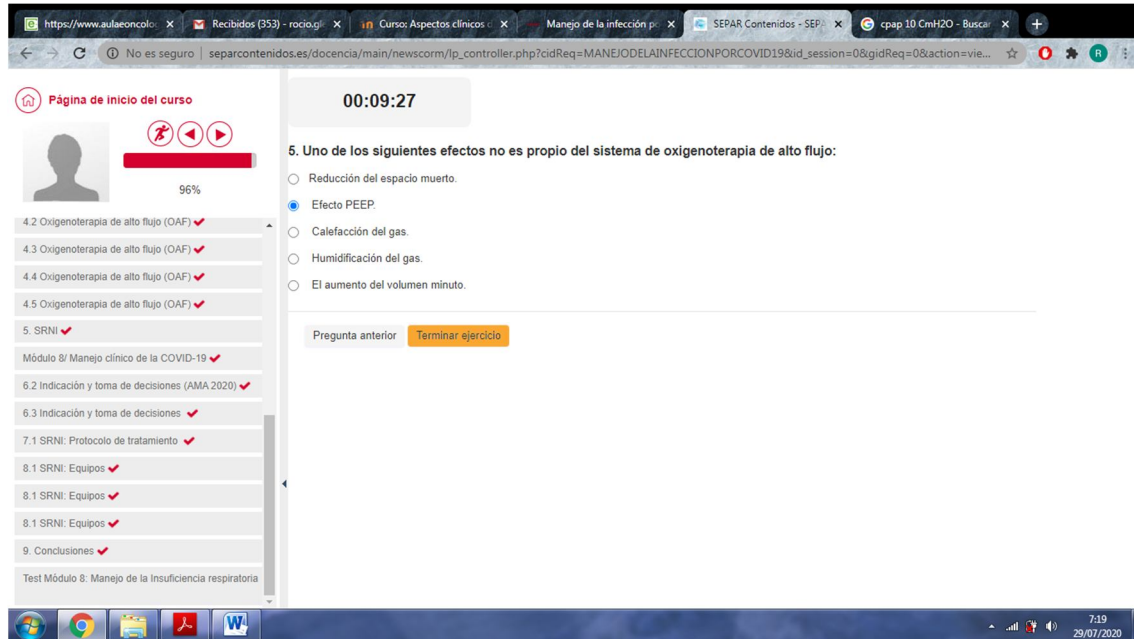 https://www.aulaeoncolo
Recibidos (353) - rocio.gl
Curso: Aspectos clínicos d
Manejo de la infección po
SEPAR Contenidos - SEPA
cpap 10 CmH2O - Buscar
No es seguro | separcontenidos.es/docencia/main/newscorm/lp_controller.php?cidReq=MANEJODELAINFECCIONPORCOVID19&id_session=0&gidReq=0&action=vie...
R
Página de inicio del curso
96%
4.2 Oxigenoterapia de alto flujo (OAF)
4.3 Oxigenoterapia de alto flujo (OAF)
4.4 Oxigenoterapia de alto flujo (OAF)
4.5 Oxigenoterapia de alto flujo (OAF)
5. SRNI
Módulo 8/ Manejo clínico de la COVID-19
6.2 Indicación y toma de decisiones (AMA 2020)
6.3 Indicación y toma de decisiones
7.1 SRNI: Protocolo de tratamiento
8.1 SRNI: Equipos
8.1 SRNI: Equipos
8.1 SRNI: Equipos
9. Conclusiones
Test Módulo 8: Manejo de la Insuficiencia respiratoria
00:09:27
5. Uno de los siguientes efectos no es propio del sistema de oxigenoterapia de alto flujo:
Reducción del espacio muerto.
Efecto PEEP.
Calefacción del gas.
Humidificación del gas.
El aumento del volumen minuto.
Pregunta anterior
Terminar ejercicio
7:19
29/07/2020